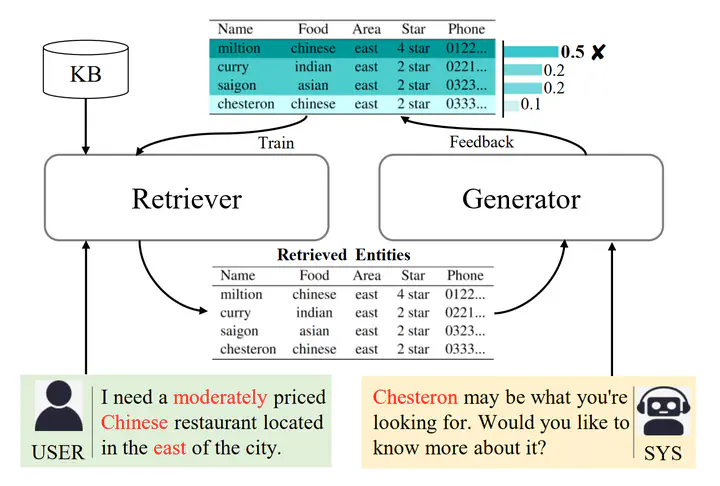 Name Food Area Star Phone
miltion chinese east 4 star 0122...
curry indian east 2 star 0221...
saigon asian east 2 star 0323...
chesteron chinese east 2 star 0333...
0.5 ✘
0.2
0.2
0.1
KB
Train
Feedback
Retriever
Generator
Retrieved Entities
Name Food Area Star Phone
miltion chinese east 4 star 0122...
curry indian east 2 star 0221...
saigon asian east 2 star 0323...
chesteron chinese east 2 star 0333...
USER
I need a moderately priced
Chinese restaurant located
in the east of the city.
Chesteron may be what you're
looking for. Would you like to
know more about it?
SYS